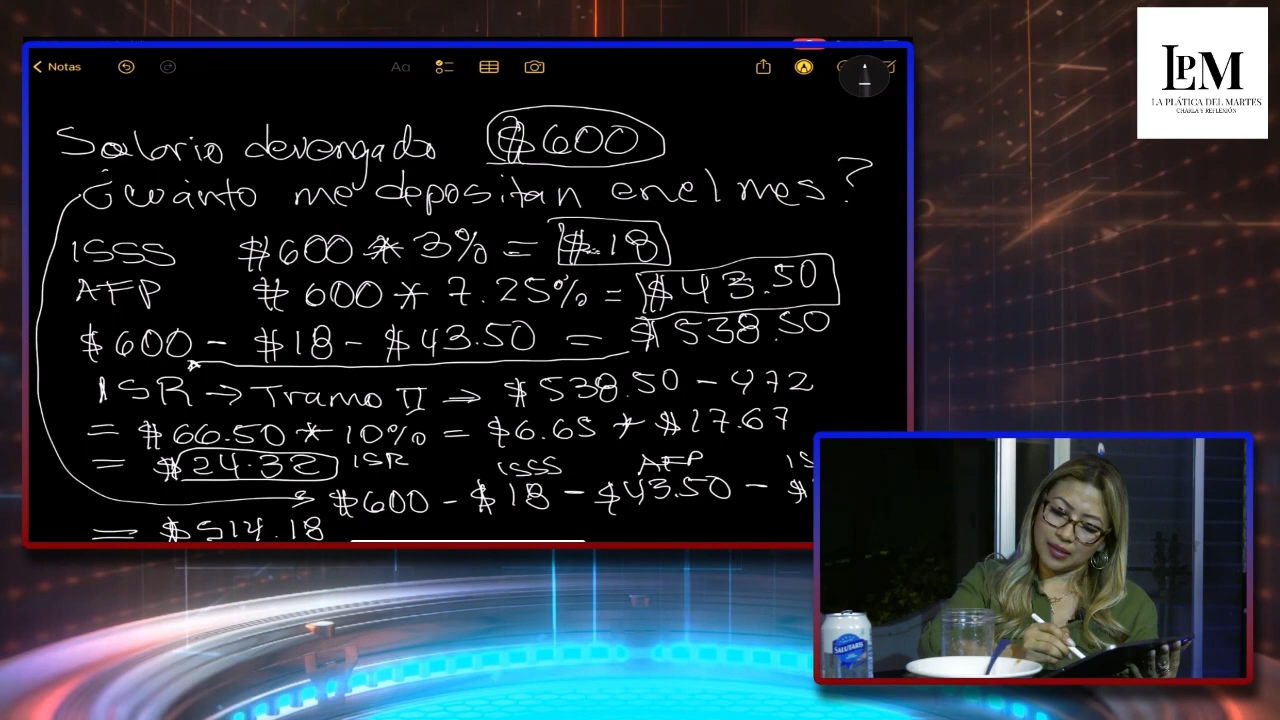 Notas
Aa
LPM
LA PLÁTICA DEL MARTES
CHARLA Y REFLEXIÓN
Salario devengado $600
¿Cuánto me depositan en el mes?
ISSS $600 * 3% = $18
AFP $600 * 7.25% = $43.50
$600 - $18 - $43.50 = $538.50
ISR → Tramo II → $538.50 - 472
= $66.50 * 10% = $6.65 + $17.67
= $24.32 ISR
ISSS AFP IS
$600 - $18 - $43.50 - $
= $514.18
SALUTARIS